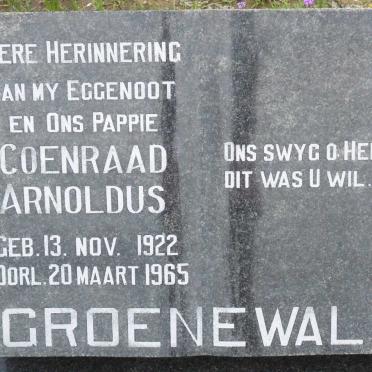 ERE HERINNERING
AN MY EGGENOOT
EN ONS PAPPIE
COENRAAD
ARNOLDUS
GEB. 13. NOV. 1922
OORL. 20 MAART 1965
ONS SWYG O HE
DIT WAS U WIL.
GROENEWAL